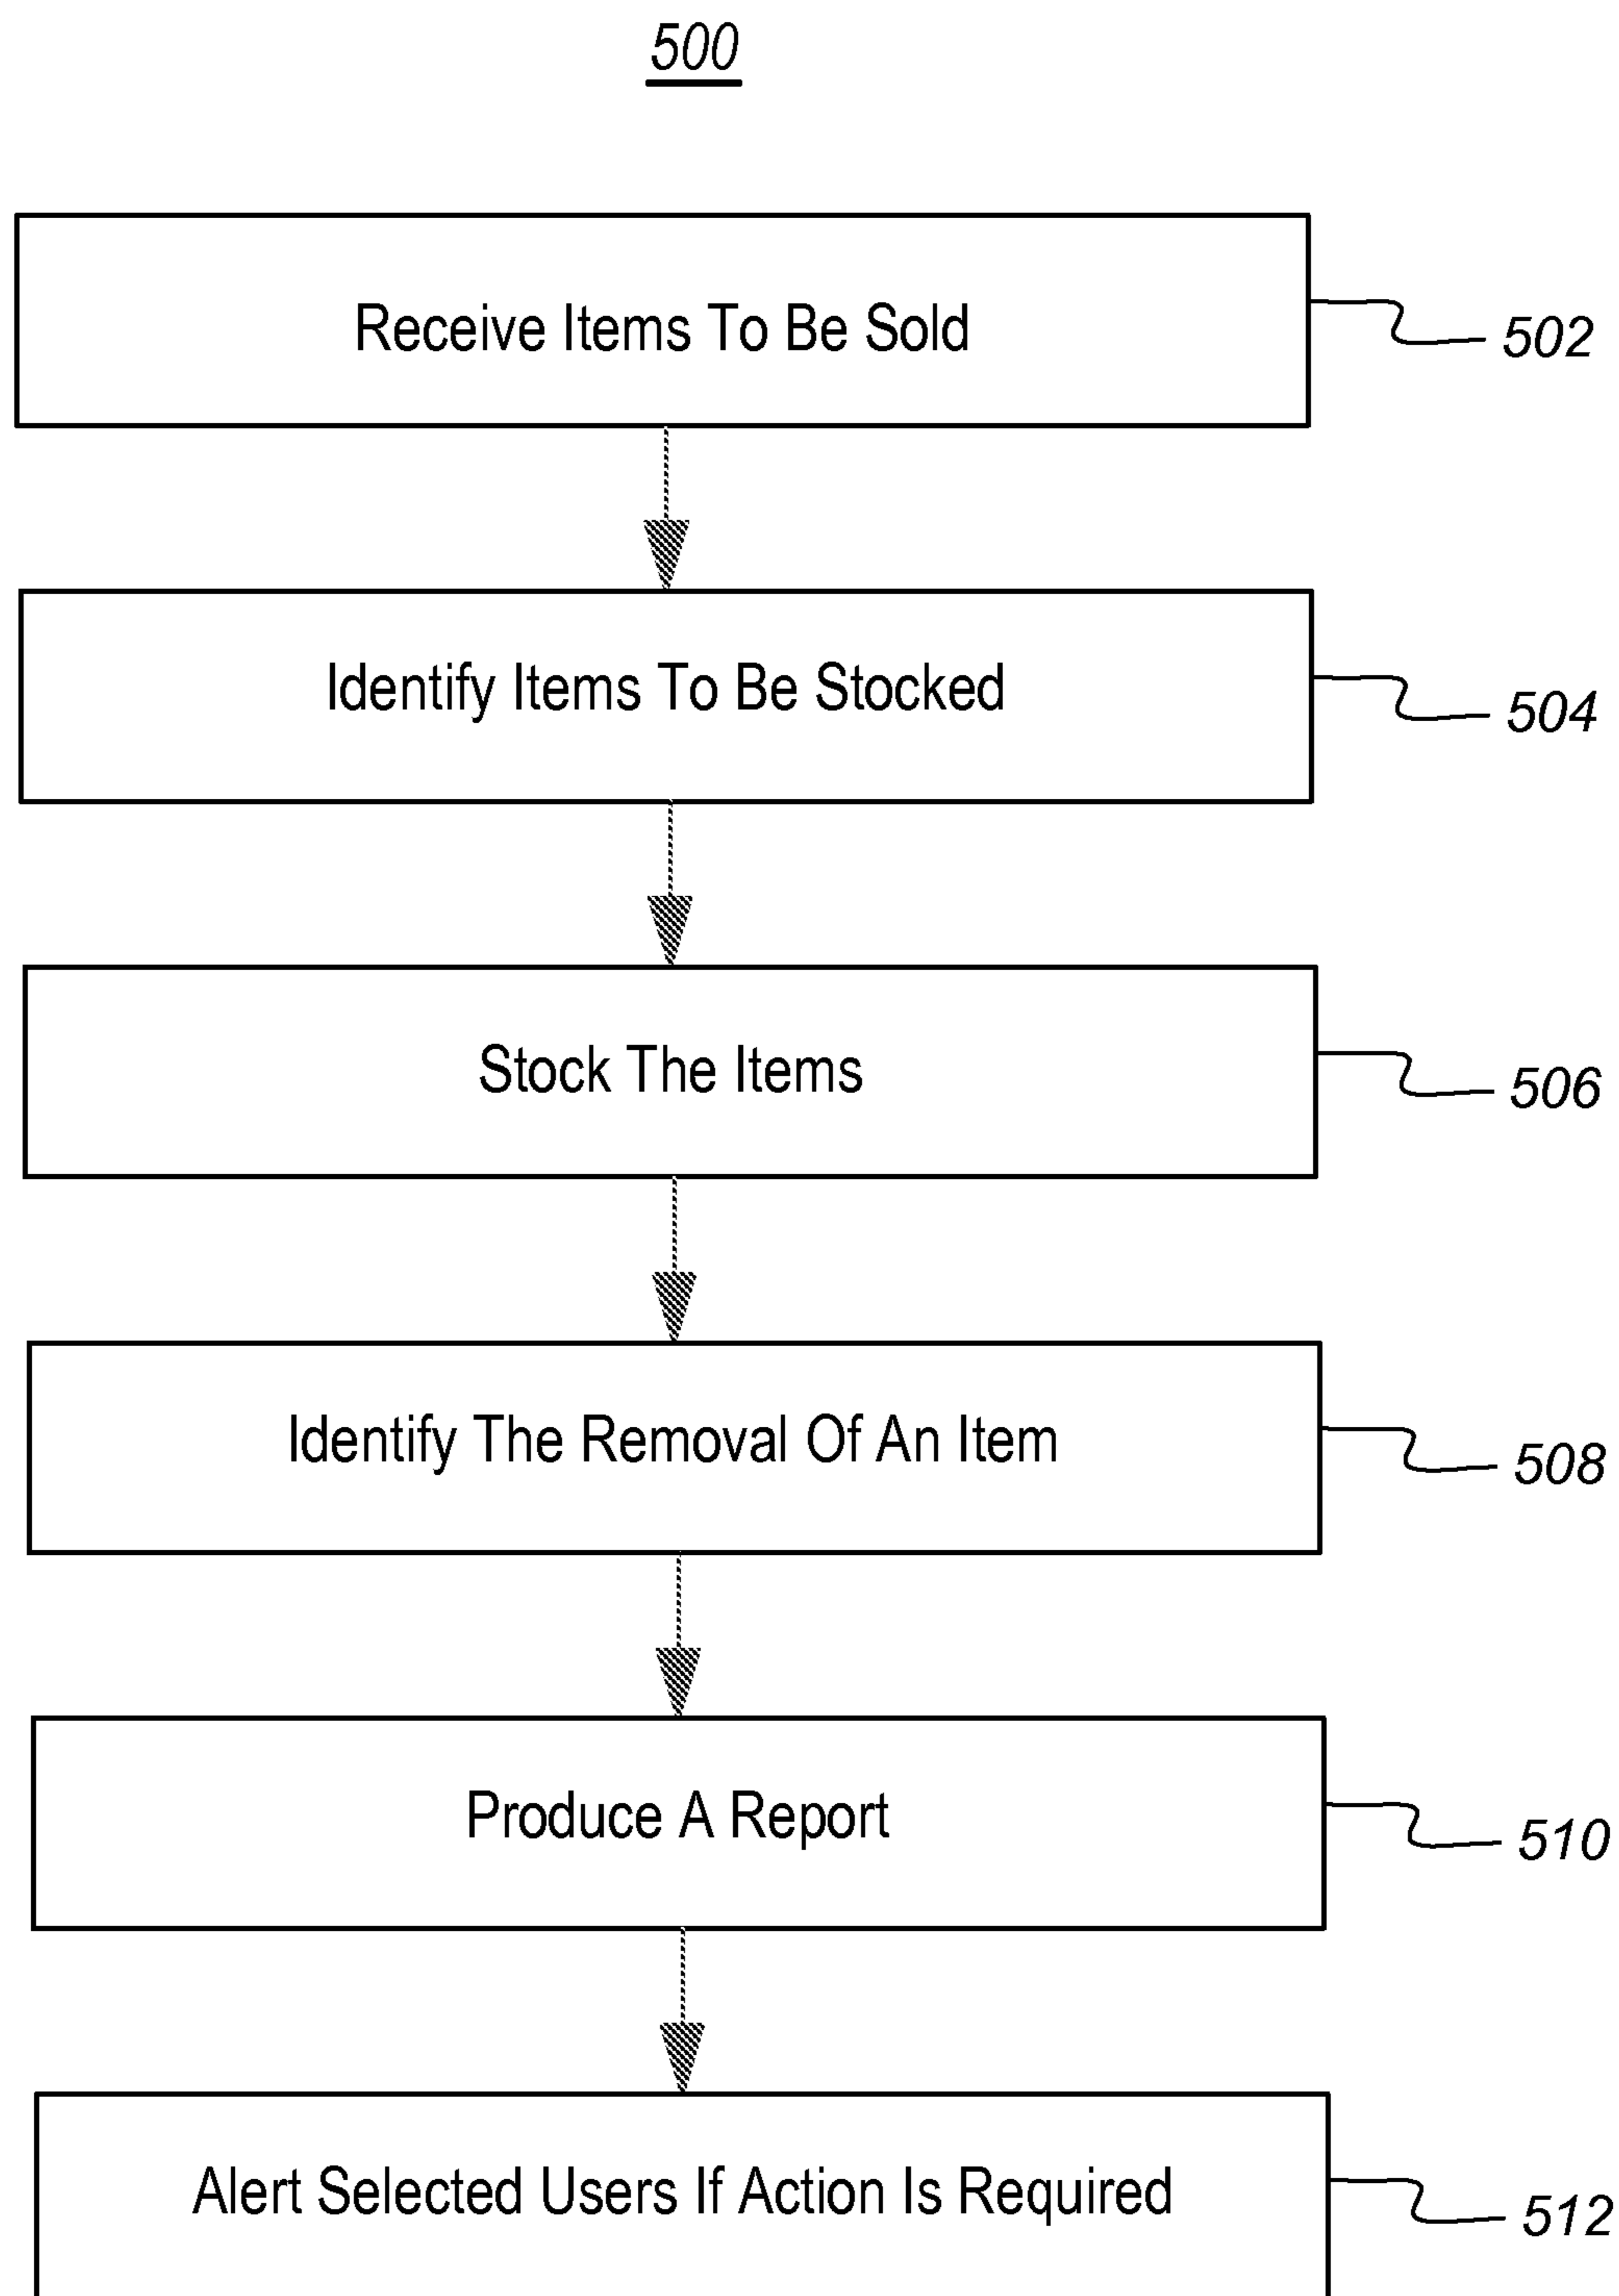 500
Receive Items To Be Sold
502
Identify Items To Be Stocked
504
Stock The Items
506
Identify The Removal Of An Item
508
Produce A Report
510
Alert Selected Users If Action Is Required
512